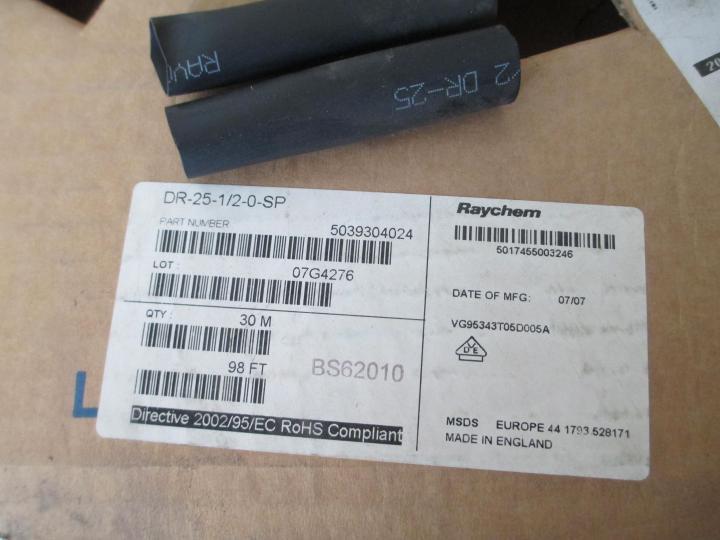 RAY
/2 DR-25
20
DR-25-1/2-0-SP
PART NUMBER 5039304024
LOT : 07G4276
QTY : 30 M
98 FT
BS62010
Directive 2002/95/EC RoHS Compliant
Raychem
5017455003246
DATE OF MFG: 07/07
VG95343T05D005A
MSDS EUROPE 44 1793 528171
MADE IN ENGLAND
L